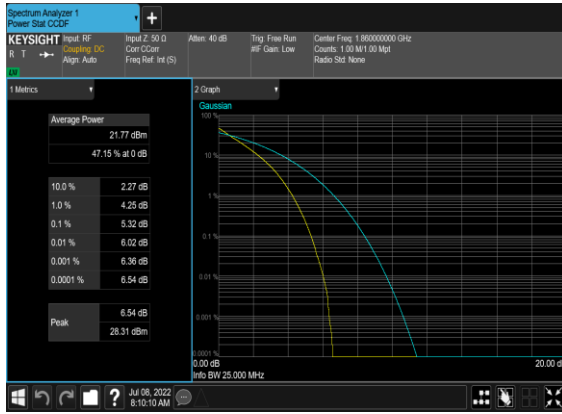 Spectrum Analyzer 1
Power Stat CCDF
KEYSIGHT
R T
LXI
Input: RF
Coupling: DC
Align: Auto
Input Z: 50 Ω
Corr CCorr
Freq Ref: Int (S)
Atten: 40 dB
Trig: Free Run
#IF Gain: Low
Center Freq: 1.860000000 GHz
Counts: 1.00 M/1.00 Mpt
Radio Std: None
1 Metrics
Average Power
21.77 dBm
47.15 % at 0 dB
10.0 % 2.27 dB
1.0 % 4.25 dB
0.1 % 5.32 dB
0.01 % 6.02 dB
0.001 % 6.36 dB
0.0001 % 6.54 dB
Peak 6.54 dB
28.31 dBm
2 Graph
Gaussian
100 %
10 %
1 %
0.1 %
0.01 %
0.001 %
0.0001 %
0.00 dB
20.00 d
Info BW 25.000 MHz
Jul 08, 2022
8:10:10 AM